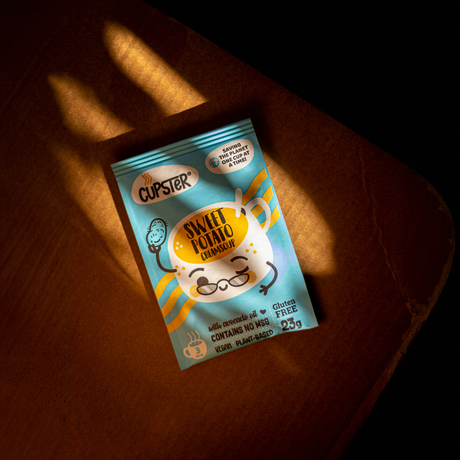 CUPSTER®
SAVING
THE PLANET
ONE CUP AT
A TIME!
SWEET
POTATO
CREAMSOUP
with avocado oil
CONTAINS NO MSG
VEGAN PLANT-BASED
Gluten
FREE
23g